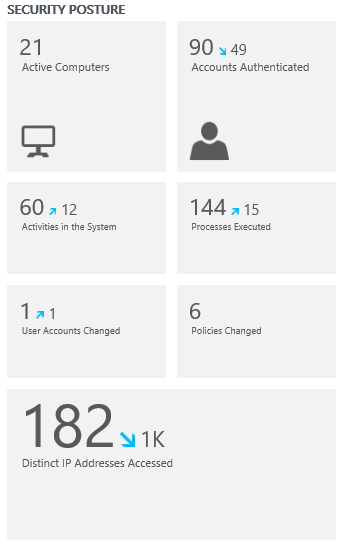 SECURITY POSTURE
21
Active Computers
90 49
Accounts Authenticated
60 12
Activities in the System
144 15
Processes Executed
1 1
User Accounts Changed
6
Policies Changed
182 1K
Distinct IP Addresses Accessed